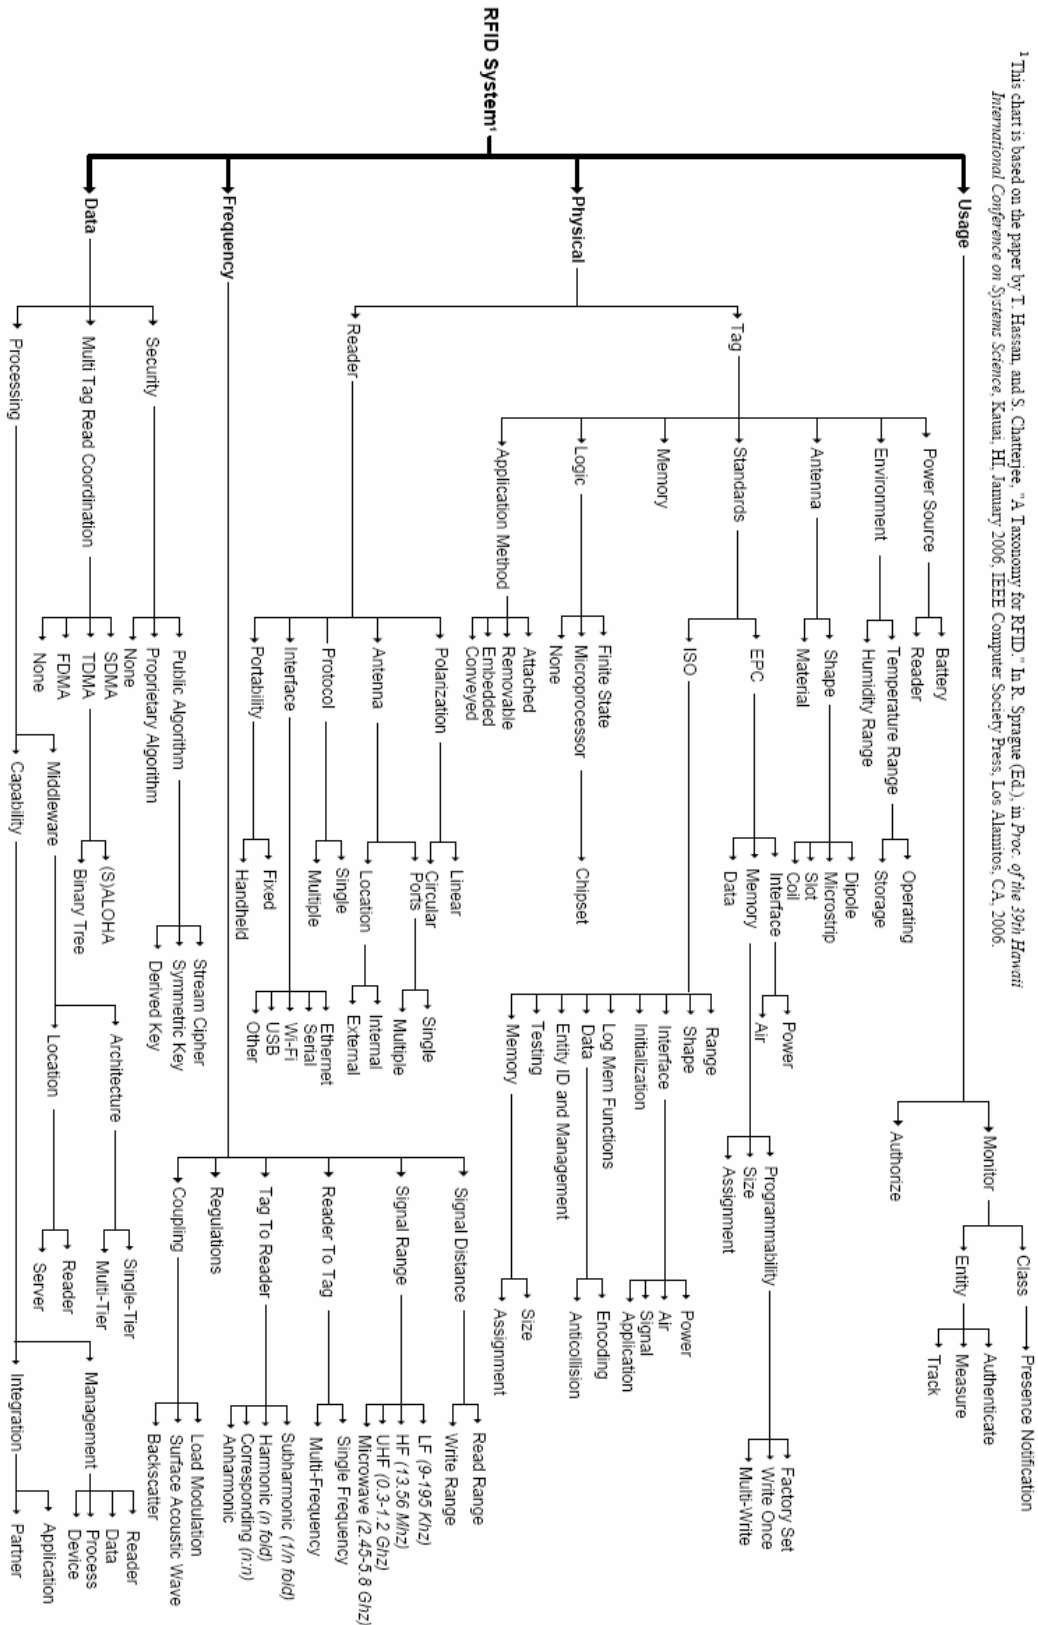 ¹ This chart is based on the paper by T. Hassan, and S. Chatterjee, "A Taxonomy for RFID," In R. Sprague (Ed.), in Proc. of the 39th Hawaii
International Conference on Systems Science, Kauai, HI, January 2006, IEEE Computer Society Press, Los Alamitos, CA, 2006.
RFID System¹
Usage
Monitor
Class
Presence Notification
Entity
Authenticate
Measure
Track
Authorize
Physical
Tag
Power Source
Battery
Reader
Environment
Temperature Range
Operating
Storage
Humidity Range
Antenna
Shape
Dipole
Microstrip
Slot
Coil
Material
Standards
EPC
Interface
Power
Air
Memory
Programmability
Factory Set
Write Once
Multi-Write
Size
Assignment
Data
ISO
Range
Shape
Interface
Power
Air
Signal
Application
Initialization
Log Mem Functions
Data
Encoding
Anticollision
Entity ID and Management
Testing
Memory
Size
Assignment
Memory
Logic
Finite State
Microprocessor
Chipset
None
Application Method
Attached
Removable
Embedded
Conveyed
Reader
Polarization
Linear
Circular
Antenna
Ports
Single
Multiple
Location
Internal
External
Protocol
Single
Multiple
Interface
Ethernet
Serial
Wi-Fi
USB
Other
Portability
Fixed
Handheld
Frequency
Signal Distance
Read Range
Write Range
Signal Range
LF (9-195 Khz)
HF (13.56 Mhz)
UHF (0.3-1.2 Ghz)
Microwave (2.45-5.8 Ghz)
Reader To Tag
Single Frequency
Multi-Frequency
Tag To Reader
Subharmonic (1/n fold)
Harmonic (n fold)
Corresponding (n:n)
Anharmonic
Regulations
Coupling
Load Modulation
Surface Acoustic Wave
Backscatter
Data
Security
Public Algorithm
Stream Cipher
Symmetric Key
Derived Key
Proprietary Algorithm
None
Multi Tag Read Coordination
SDMA
TDMA
(S)ALOHA
Binary Tree
FDMA
None
Processing
Middleware
Architecture
Single-Tier
Multi-Tier
Location
Reader
Server
Capability
Management
Reader
Data
Process
Device
Integration
Application
Partner